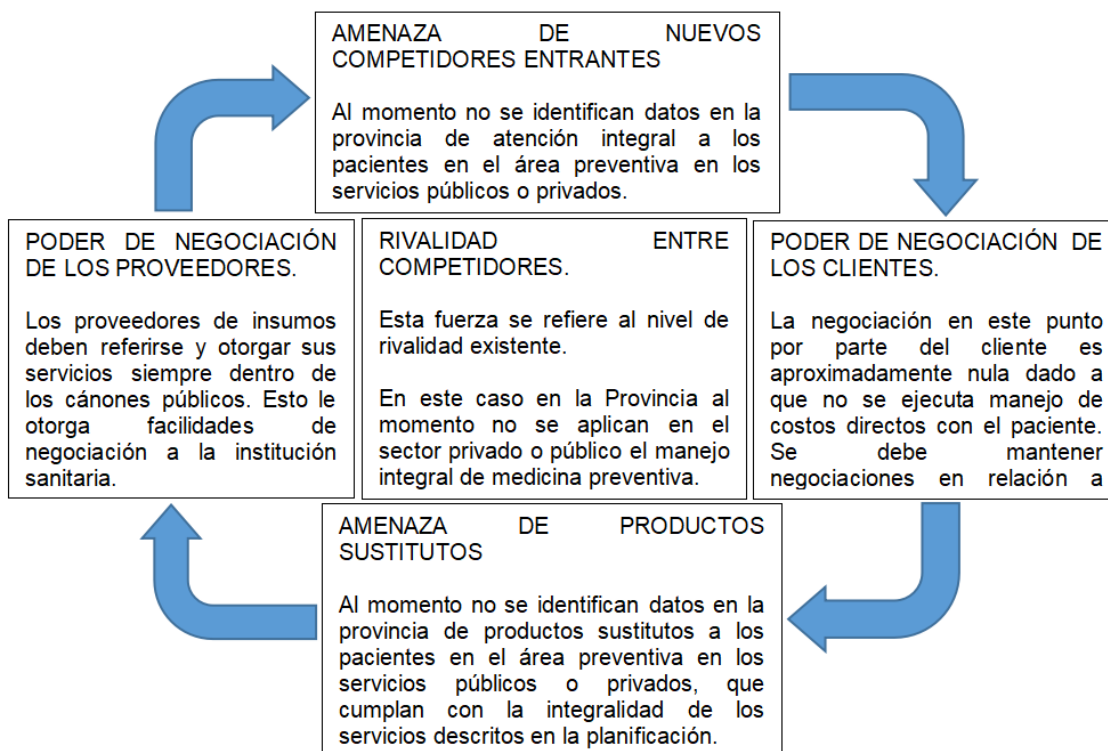 AMENAZA DE NUEVOS
COMPETIDORES ENTRANTES
Al momento no se identifican datos en la
provincia de atención integral a los
pacientes en el área preventiva en los
servicios públicos o privados.
PODER DE NEGOCIACIÓN
DE LOS PROVEEDORES.
Los proveedores de insumos
deben referirse y otorgar sus
servicios siempre dentro de
los cánones públicos. Esto le
otorga facilidades de
negociación a la institución
sanitaria.
RIVALIDAD ENTRE
COMPETIDORES.
Esta fuerza se refiere al nivel de
rivalidad existente.
En este caso en la Provincia al
momento no se aplican en el
sector privado o público el manejo
integral de medicina preventiva.
PODER DE NEGOCIACIÓN DE
LOS CLIENTES.
La negociación en este punto
por parte del cliente es
aproximadamente nula dado a
que no se ejecuta manejo de
costos directos con el paciente.
Se debe mantener
negociaciones en relación a
AMENAZA DE PRODUCTOS
SUSTITUTOS
Al momento no se identifican datos en la
provincia de productos sustitutos a los
pacientes en el área preventiva en los
servicios públicos o privados, que
cumplan con la integralidad de los
servicios descritos en la planificación.